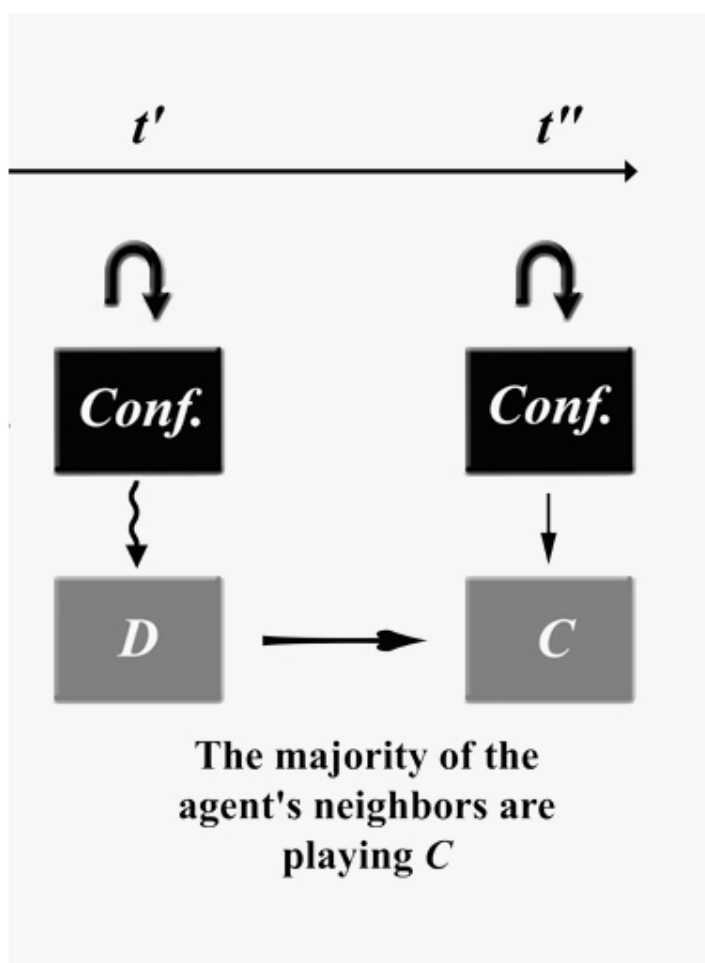 t′ t″
Conf. Conf.
D C
The majority of the
agent's neighbors are
playing C